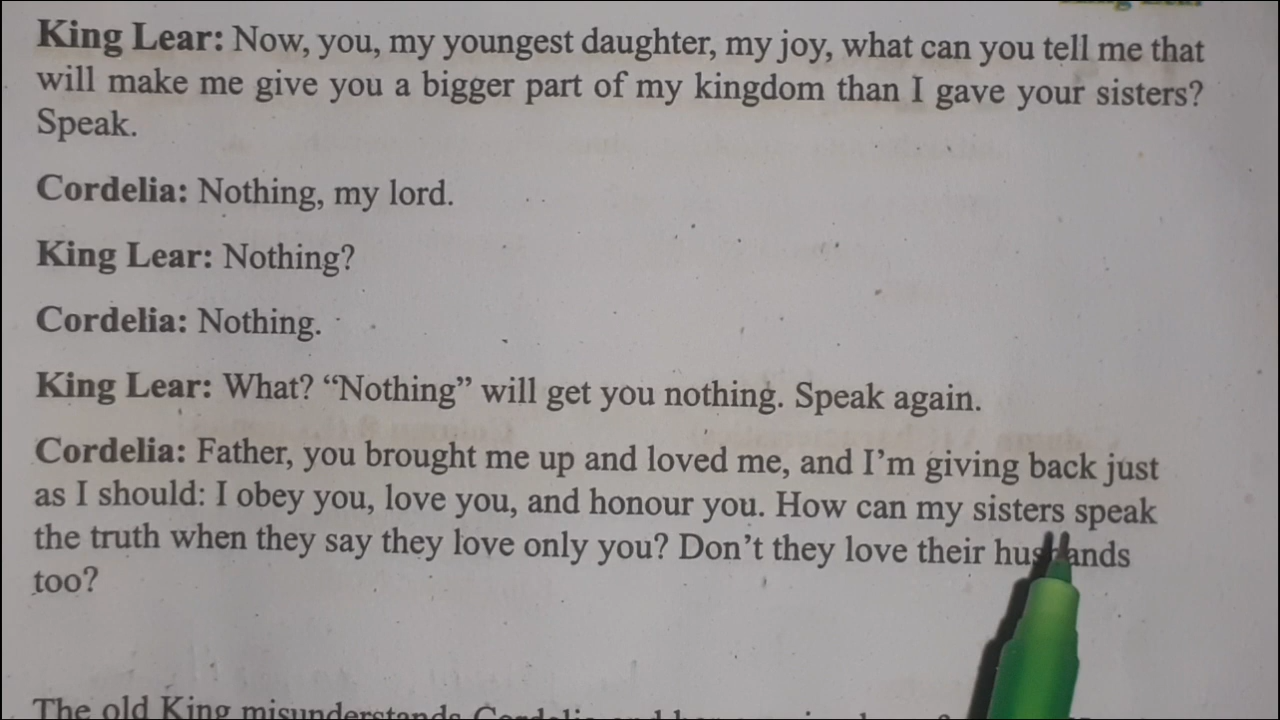 King Lear: Now, you, my youngest daughter, my joy, what can you tell me that
will make me give you a bigger part of my kingdom than I gave your sisters?
Speak.
Cordelia: Nothing, my lord.
King Lear: Nothing?
Cordelia: Nothing.
King Lear: What? “Nothing” will get you nothing. Speak again.
Cordelia: Father, you brought me up and loved me, and I’m giving back just
as I should: I obey you, love you, and honour you. How can my sisters speak
the truth when they say they love only you? Don’t they love their husbands
too?
The old King misunderstands Cordelia and her